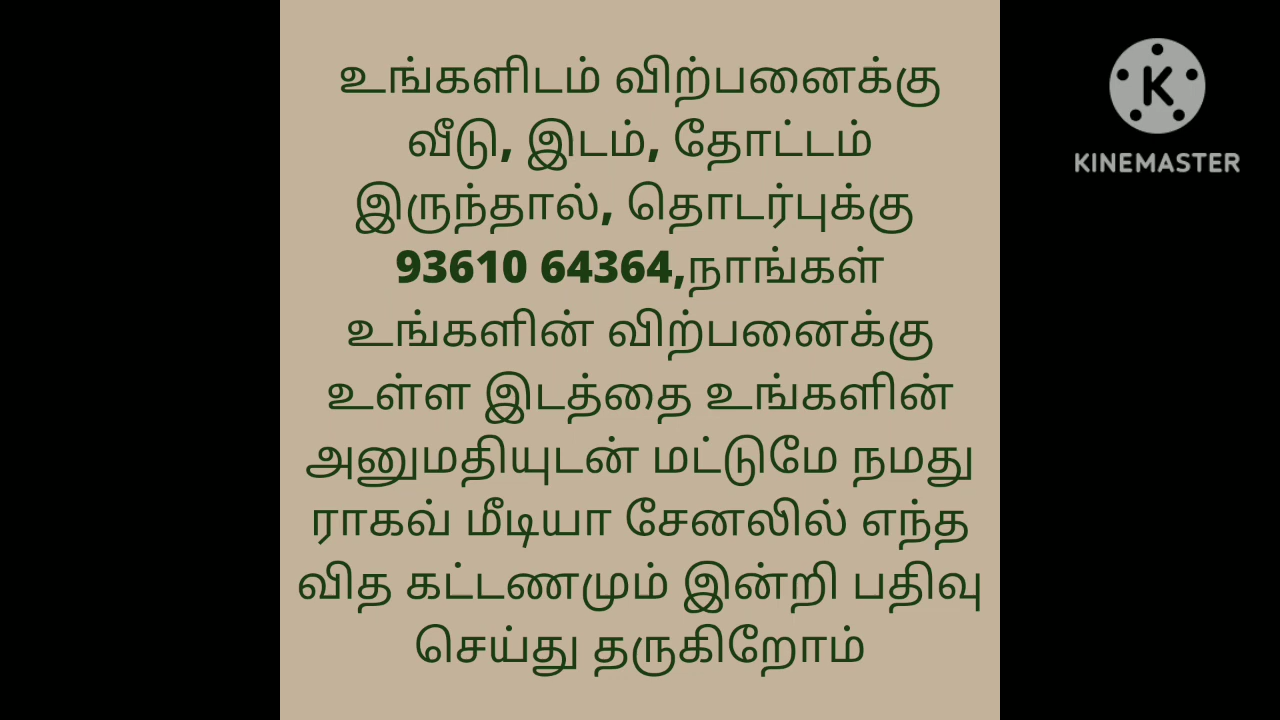 உங்களிடம் விற்பனைக்கு
வீடு, இடம், தோட்டம்
இருந்தால், தொடர்புக்கு
93610 64364,நாங்கள்
உங்களின் விற்பனைக்கு
உள்ள இடத்தை உங்களின்
அனுமதியுடன் மட்டுமே நமது
ராகவ் மீடியா சேனலில் எந்த
வித கட்டணமும் இன்றி பதிவு
செய்து தருகிறோம்
K
KINEMASTER